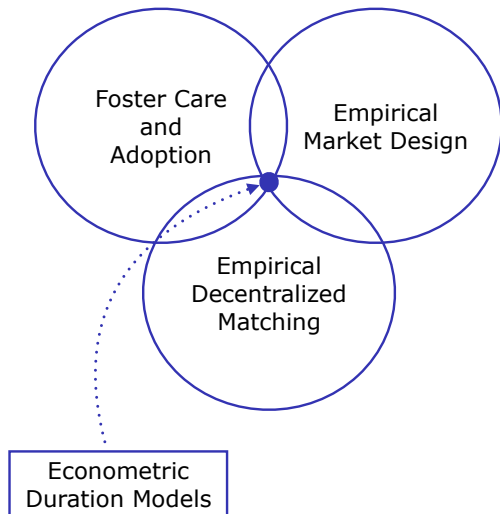 Foster Care
and
Adoption
Empirical
Market Design
Empirical
Decentralized
Matching
Econometric
Duration Models